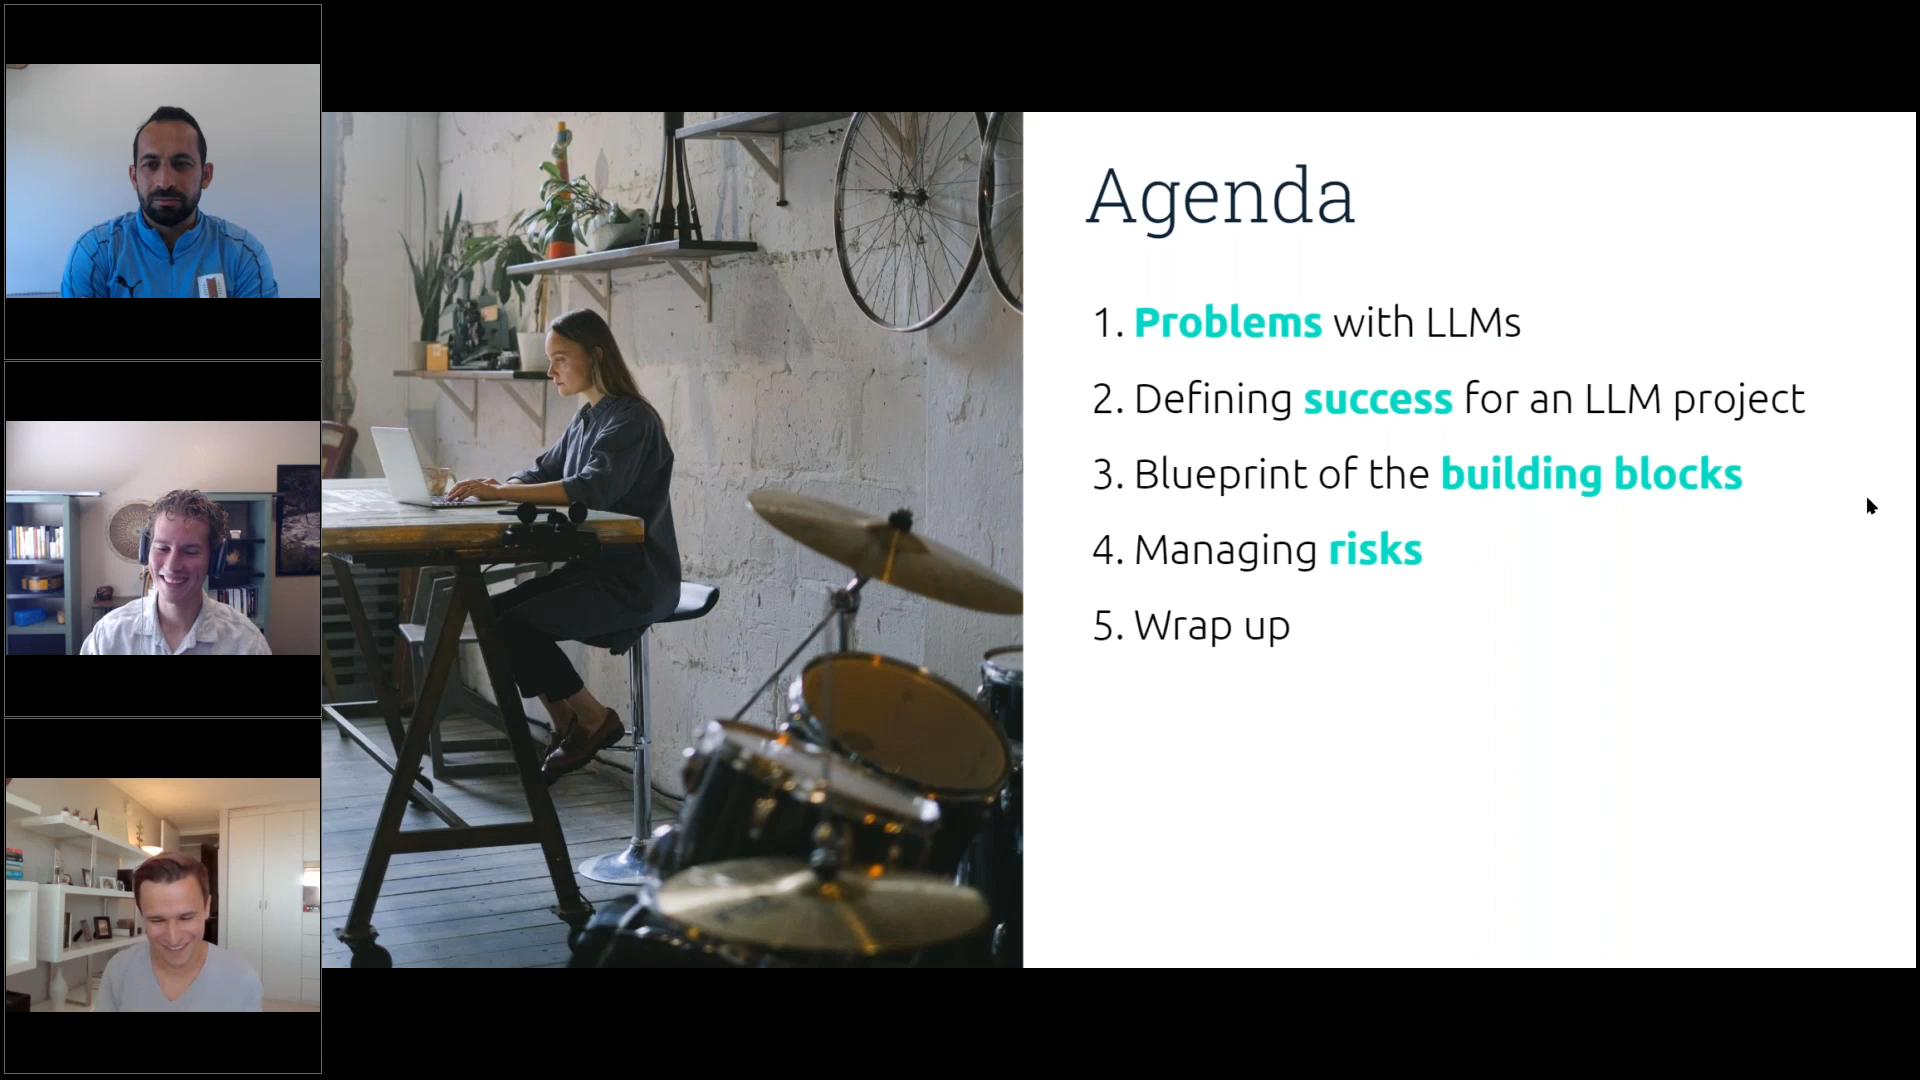 Agenda
1. Problems with LLMs
2. Defining success for an LLM project
3. Blueprint of the building blocks
4. Managing risks
5. Wrap up